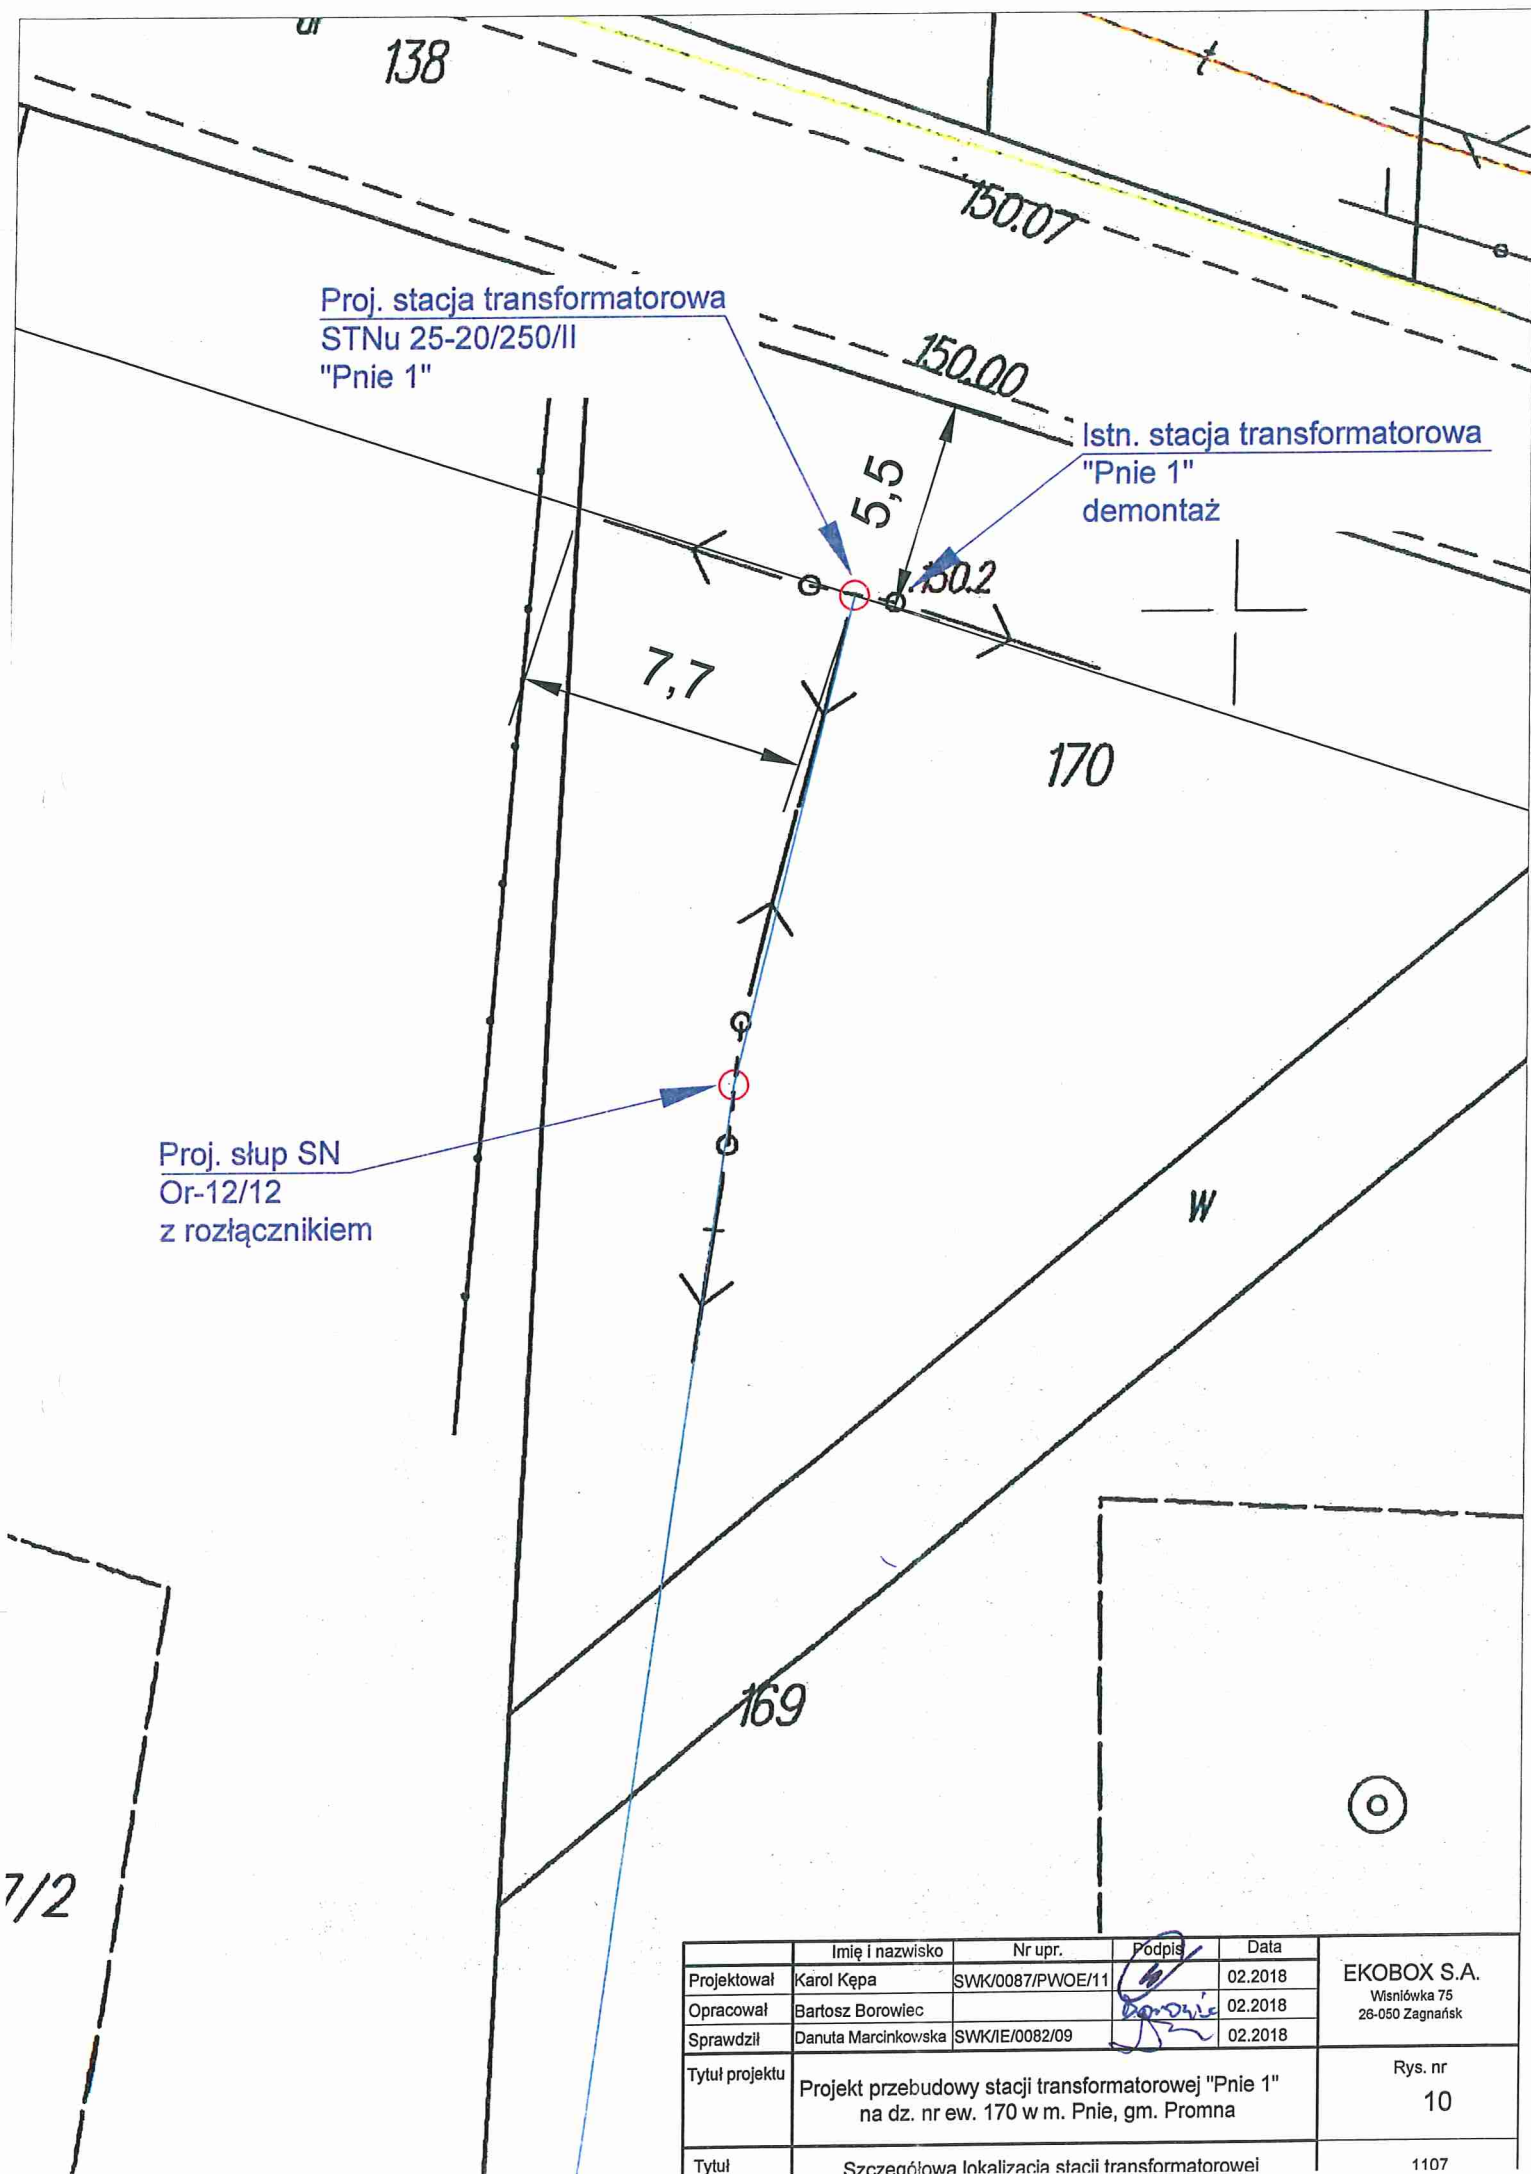 dr
138
t
150.07
Proj. stacja transformatorowa
STNu 25-20/250/II
"Pnie 1"
150.00
Istn. stacja transformatorowa
"Pnie 1"
demontaż
5,5
150.2
7,7
170
Proj. słup SN
Or-12/12
z rozłącznikiem
W
169
7/2
Imię i nazwisko Nr upr. Podpis Data
Projektował Karol Kępa SWK/0087/PWOE/11 02.2018
Opracował Bartosz Borowiec Borowiec 02.2018
Sprawdził Danuta Marcinkowska SWK/IE/0082/09 02.2018
EKOBOX S.A.
Wiśniówka 75
26-050 Zagnańsk
Tytuł projektu
Projekt przebudowy stacji transformatorowej "Pnie 1"
na dz. nr ew. 170 w m. Pnie, gm. Promna
Rys. nr
10
Tytuł Szczegółowa lokalizacja stacji transformatorowej 1107